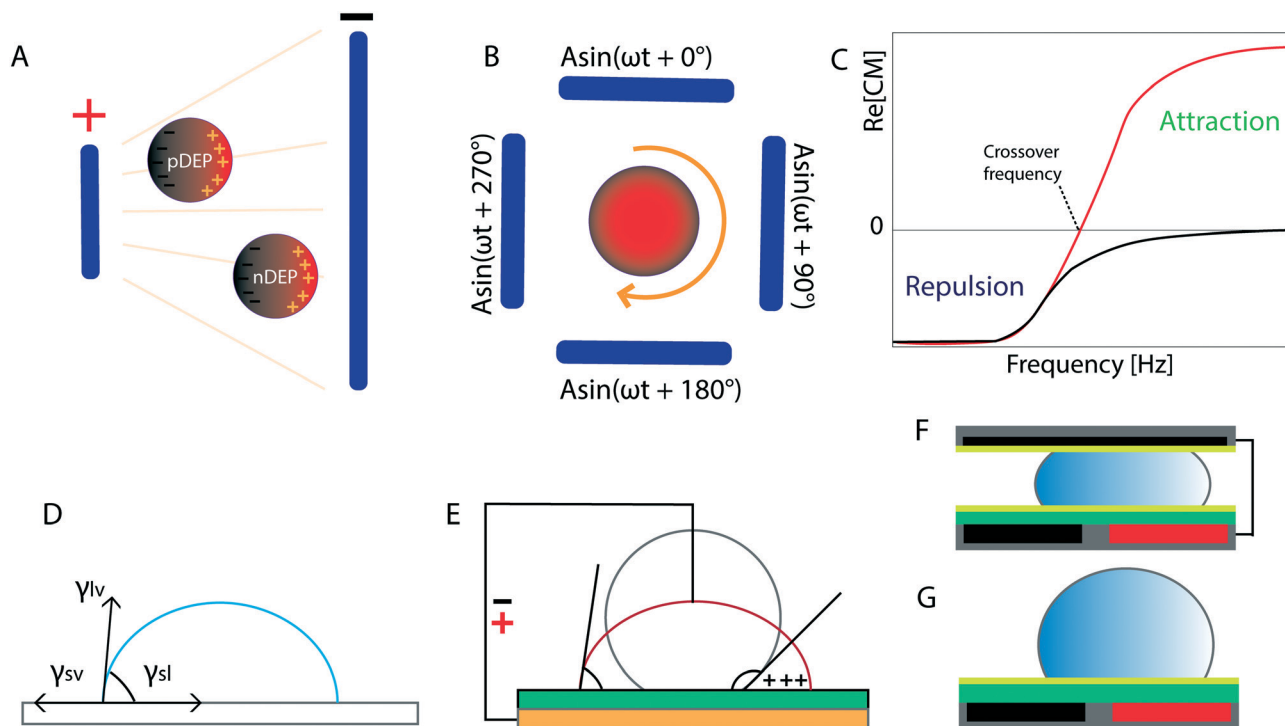 A
−
+
− − − − −
pDEP
+ + + + +
− − − − −
nDEP
+ + + + +
B
Asin(ωt + 0°)
Asin(ωt + 270°)
Asin(ωt + 90°)
Asin(ωt + 180°)
C
Re[CM]
Attraction
Crossover
frequency
0
Repulsion
Frequency [Hz]
D
γlv
γsv
γsl
E
−
+
+ + +
F
G